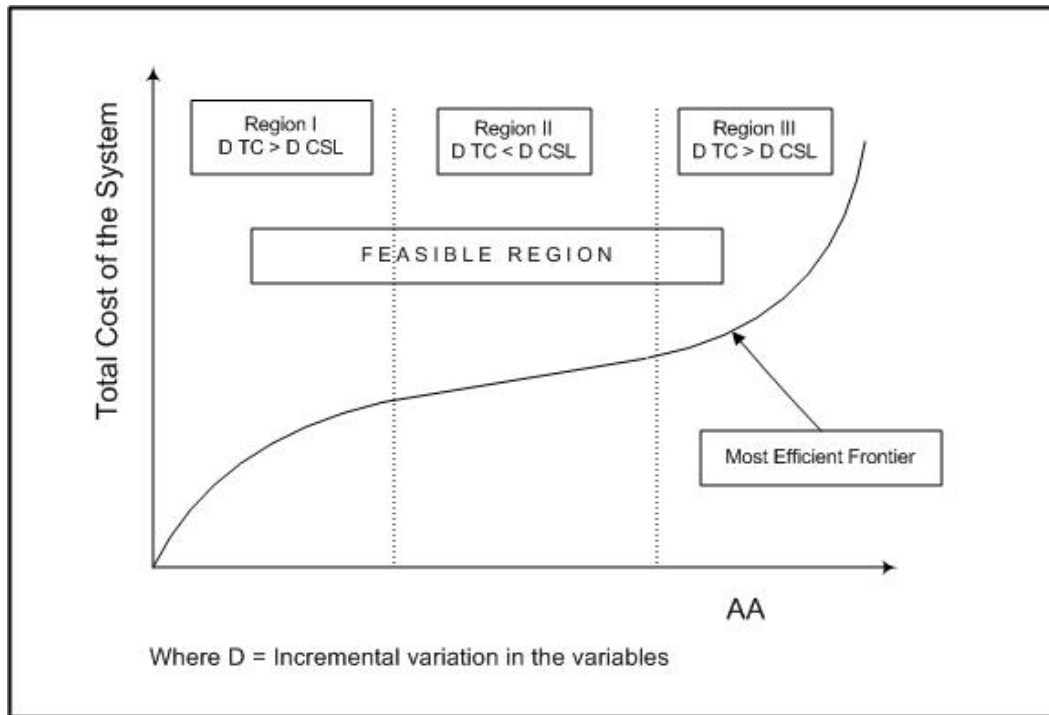 Total Cost of the System
Region I
D TC > D CSL
Region II
D TC < D CSL
Region III
D TC > D CSL
FEASIBLE REGION
Most Efficient Frontier
AA
Where D = Incremental variation in the variables